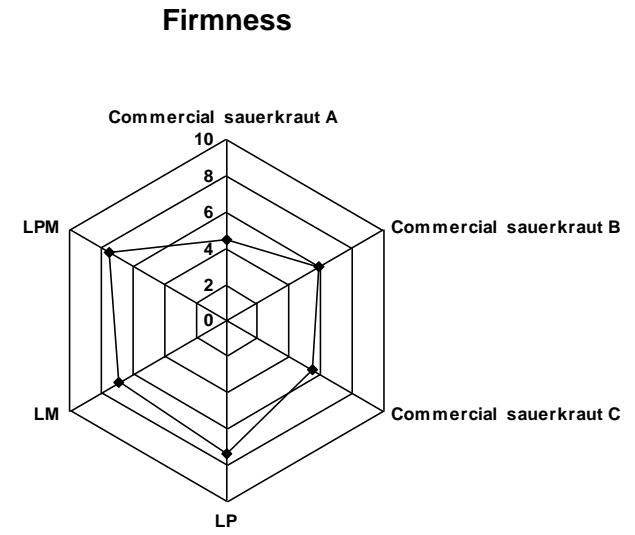 Firmness
Commercial sauerkraut A
10
8
LPM
Commercial sauerkraut B
6
4
2
0
LM
Commercial sauerkraut C
LP